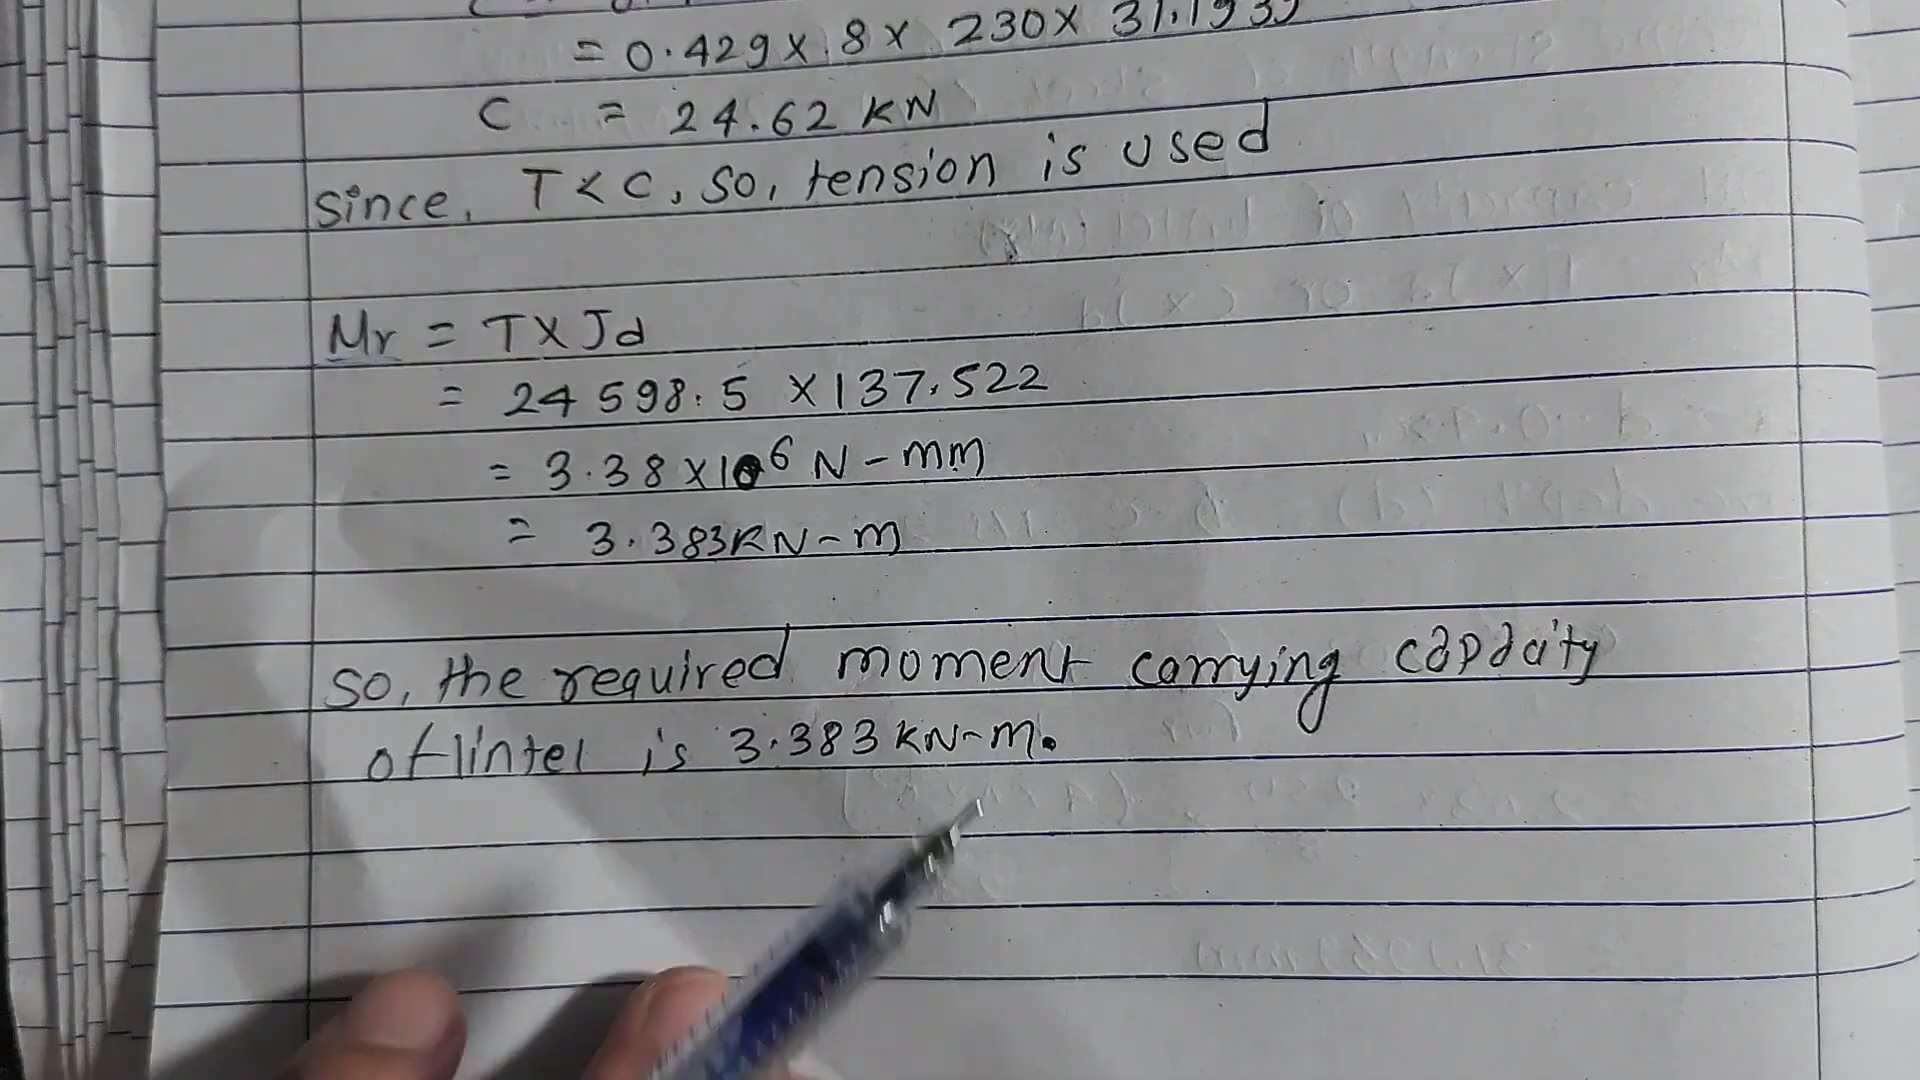 = 0.429 x 8 x 230 x 31.1939
C = 24.62 KN
Since, T < C, so, tension is used
Mr = T x Jd
= 24598.5 x 137.522
= 3.38 x 10^6 N-mm
= 3.383 KN-m
So, the required moment carrying capacity
of lintel is 3.383 KN-m.